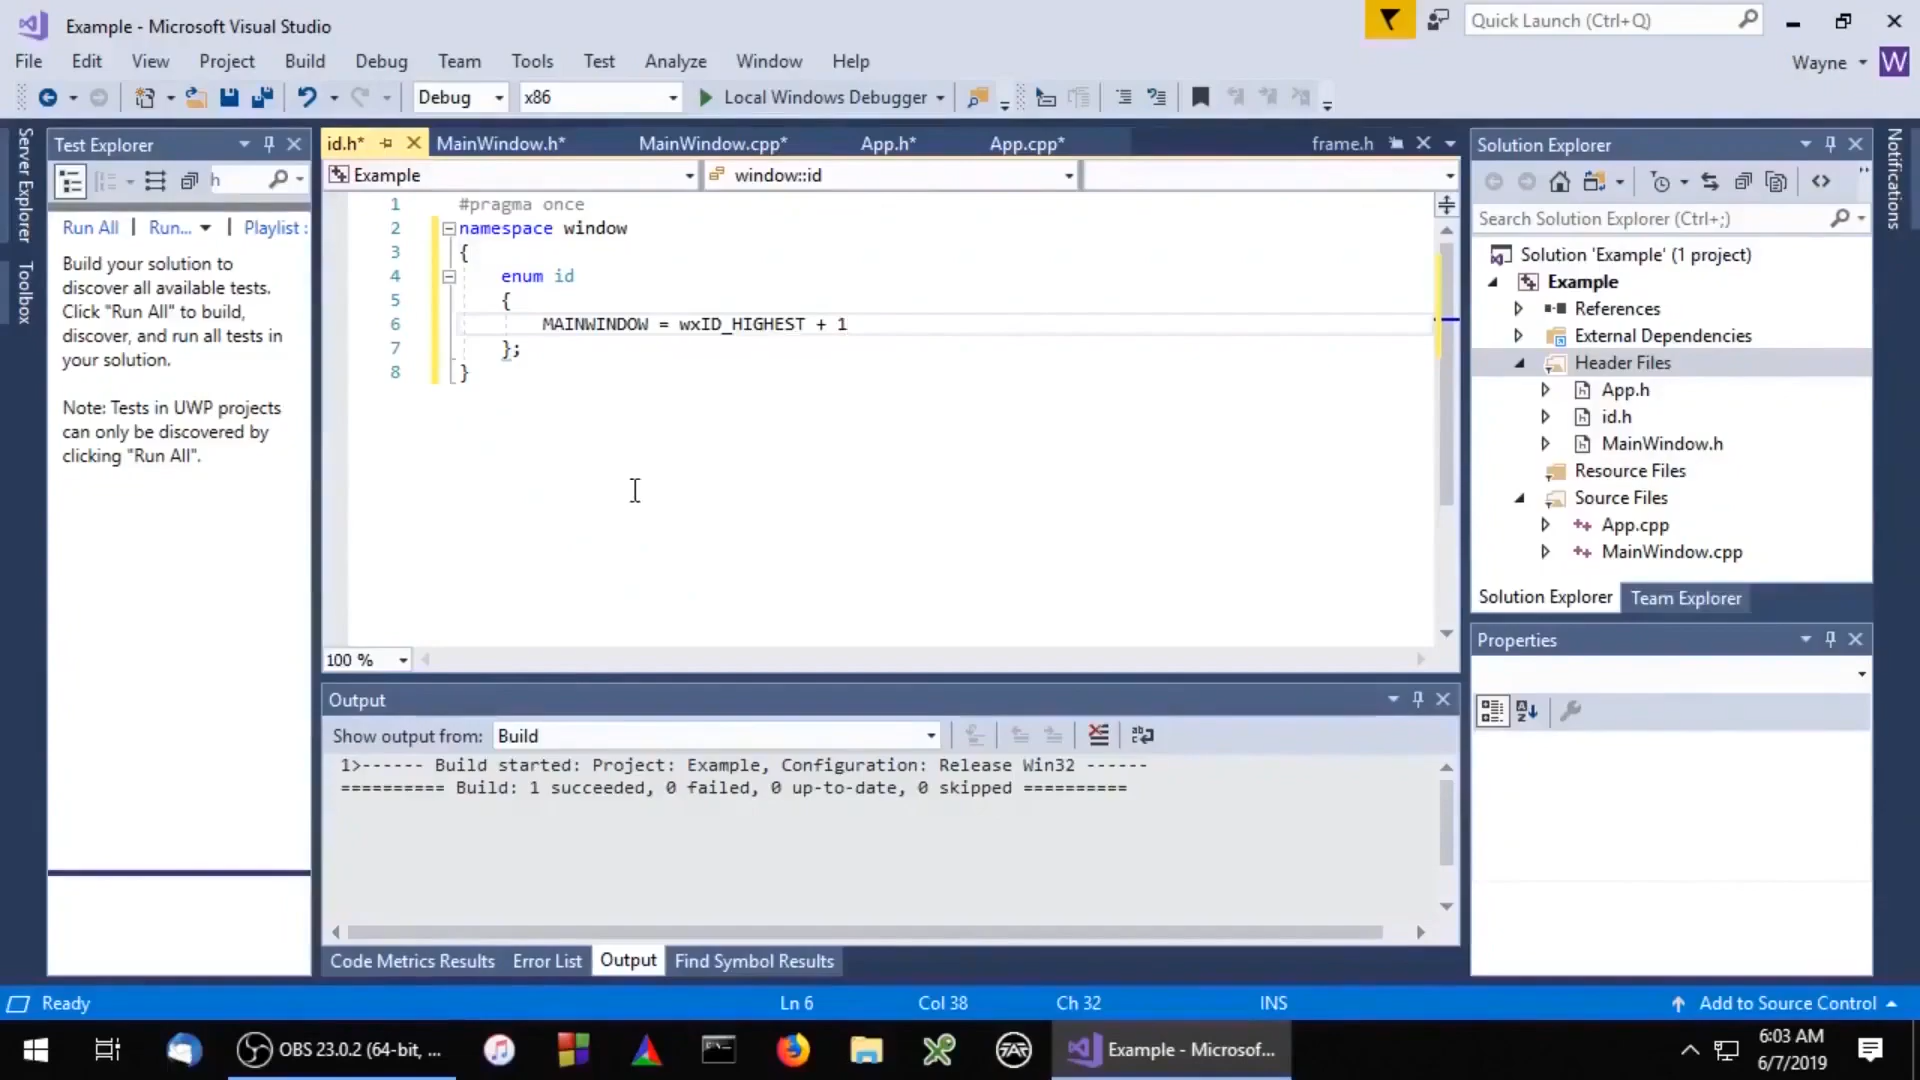 Example - Microsoft Visual Studio
Quick Launch (Ctrl+Q)
File Edit View Project Build Debug Team Tools Test Analyze Window Help
Wayne W
Debug x86 Local Windows Debugger
Server Explorer
Toolbox
Test Explorer
h
Run All | Run... | Playlist :
Build your solution to
discover all available tests.
Click "Run All" to build,
discover, and run all tests in
your solution.
Note: Tests in UWP projects
can only be discovered by
clicking "Run All".
id.h* MainWindow.h* MainWindow.cpp* App.h* App.cpp* frame.h
Example window::id
1 #pragma once
2 namespace window
3 {
4 enum id
5 {
6 MAINWINDOW = wxID_HIGHEST + 1
7 };
8 }
100 %
Output
Show output from: Build
1>------ Build started: Project: Example, Configuration: Release Win32 ------
========== Build: 1 succeeded, 0 failed, 0 up-to-date, 0 skipped ==========
Code Metrics Results Error List Output Find Symbol Results
Solution Explorer
Search Solution Explorer (Ctrl+;)
Solution 'Example' (1 project)
Example
References
External Dependencies
Header Files
App.h
id.h
MainWindow.h
Resource Files
Source Files
App.cpp
MainWindow.cpp
Solution Explorer Team Explorer
Properties
Notifications
Ready Ln 6 Col 38 Ch 32 INS Add to Source Control
OBS 23.0.2 (64-bit, ...
Example - Microsof...
6:03 AM
6/7/2019